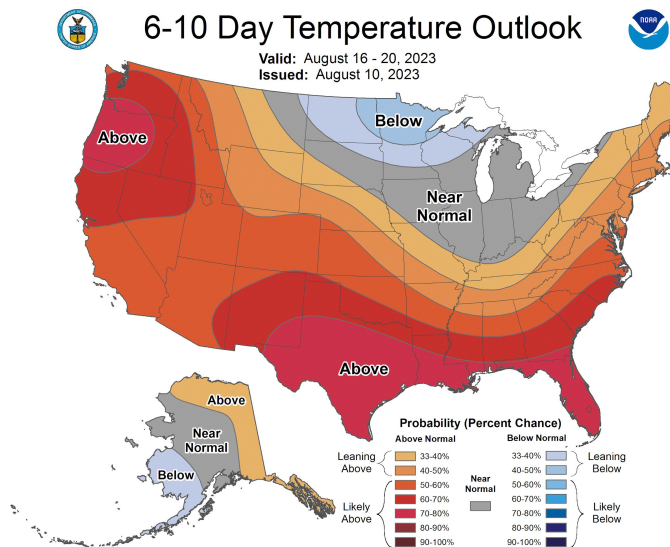 6-10 Day Temperature Outlook
NOAA
Valid: August 16 - 20, 2023
Issued: August 10, 2023
Above
Below
Near
Normal
Above
Above
Near
Normal
Below
Probability (Percent Chance)
Above Normal
Below Normal
Leaning
Above
33-40%
40-50%
Likely
Above
50-60%
60-70%
70-80%
80-90%
90-100%
Near
Normal
33-40%
40-50%
Leaning
Below
50-60%
60-70%
70-80%
80-90%
90-100%
Likely
Below